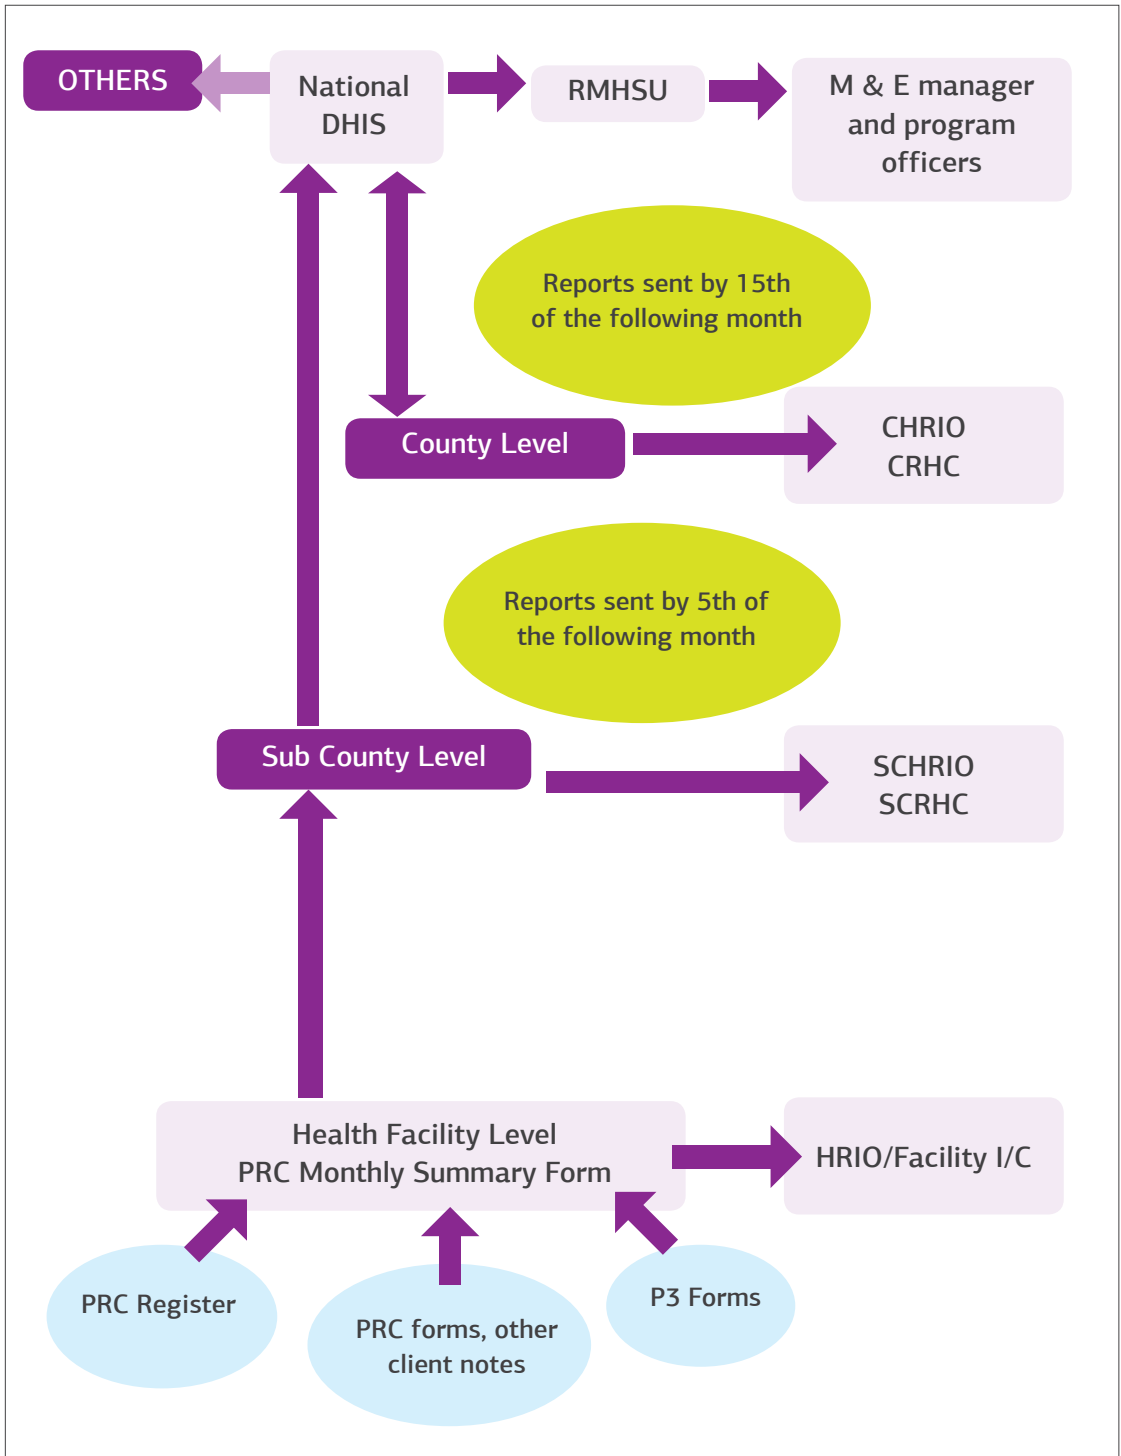 OTHERS
National
DHIS
RMHSU
M & E manager
and program
officers
Reports sent by 15th
of the following month
County Level
CHRIO
CRHC
Reports sent by 5th of
the following month
Sub County Level
SCHRIO
SCRHC
Health Facility Level
PRC Monthly Summary Form
HRIO/Facility I/C
PRC Register
PRC forms, other
client notes
P3 Forms